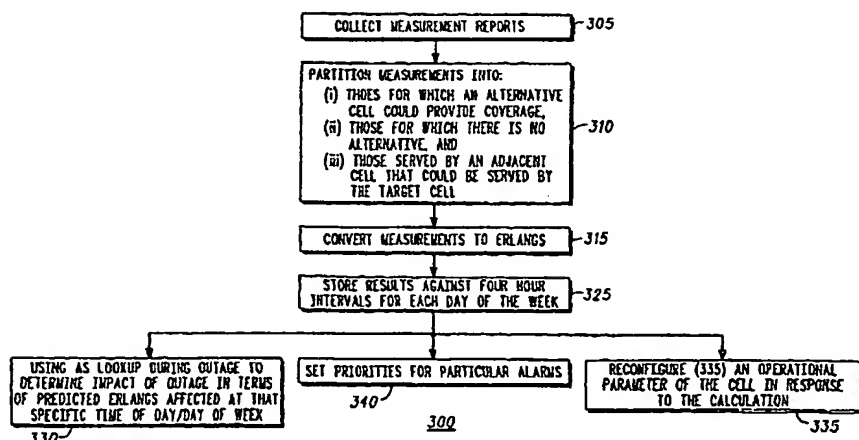 COLLECT MEASUREMENT REPORTS
305
PARTITION MEASUREMENTS INTO:
(i) THOES FOR WHICH AN ALTERNATIVE
CELL COULD PROVIDE COVERAGE,
(ii) THOSE FOR WHICH THERE IS NO
ALTERNATIVE, AND
(iii) THOSE SERVED BY AN ADJACENT
CELL THAT COULD BE SERVED BY
THE TARGET CELL
310
CONVERT MEASUREMENTS TO ERLANGS
315
STORE RESULTS AGAINST FOUR HOUR
INTERVALS FOR EACH DAY OF THE WEEK
325
USING AS LOOKUP DURING OUTAGE TO
DETERMINE IMPACT OF OUTAGE IN TERMS
OF PREDICTED ERLANGS AFFECTED AT THAT
SPECIFIC TIME OF DAY/DAY OF WEEK
330
SET PRIORITIES FOR PARTICULAR ALARMS
340
RECONFIGURE (335) AN OPERATIONAL
PARAMETER OF THE CELL IN RESPONSE
TO THE CALCULATION
335
300